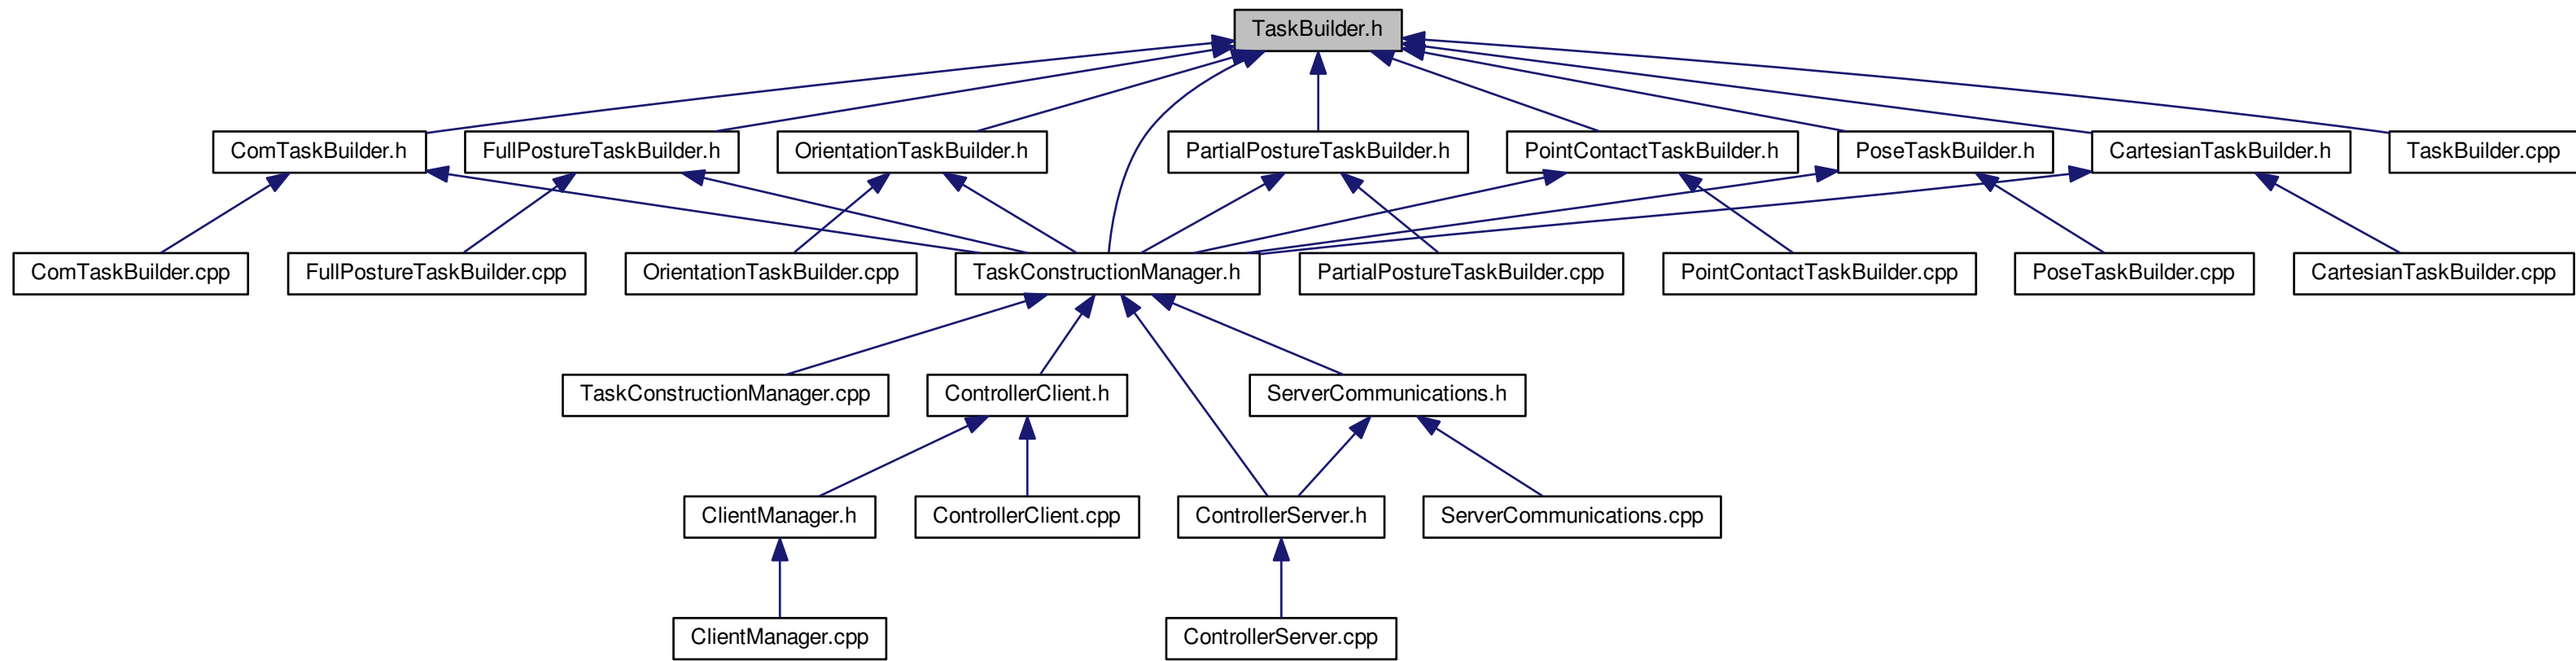 TaskBuilder.h
ComTaskBuilder.h
FullPostureTaskBuilder.h
OrientationTaskBuilder.h
PartialPostureTaskBuilder.h
PointContactTaskBuilder.h
PoseTaskBuilder.h
CartesianTaskBuilder.h
TaskBuilder.cpp
ComTaskBuilder.cpp
FullPostureTaskBuilder.cpp
OrientationTaskBuilder.cpp
TaskConstructionManager.h
PartialPostureTaskBuilder.cpp
PointContactTaskBuilder.cpp
PoseTaskBuilder.cpp
CartesianTaskBuilder.cpp
TaskConstructionManager.cpp
ControllerClient.h
ServerCommunications.h
ClientManager.h
ControllerClient.cpp
ControllerServer.h
ServerCommunications.cpp
ClientManager.cpp
ControllerServer.cpp